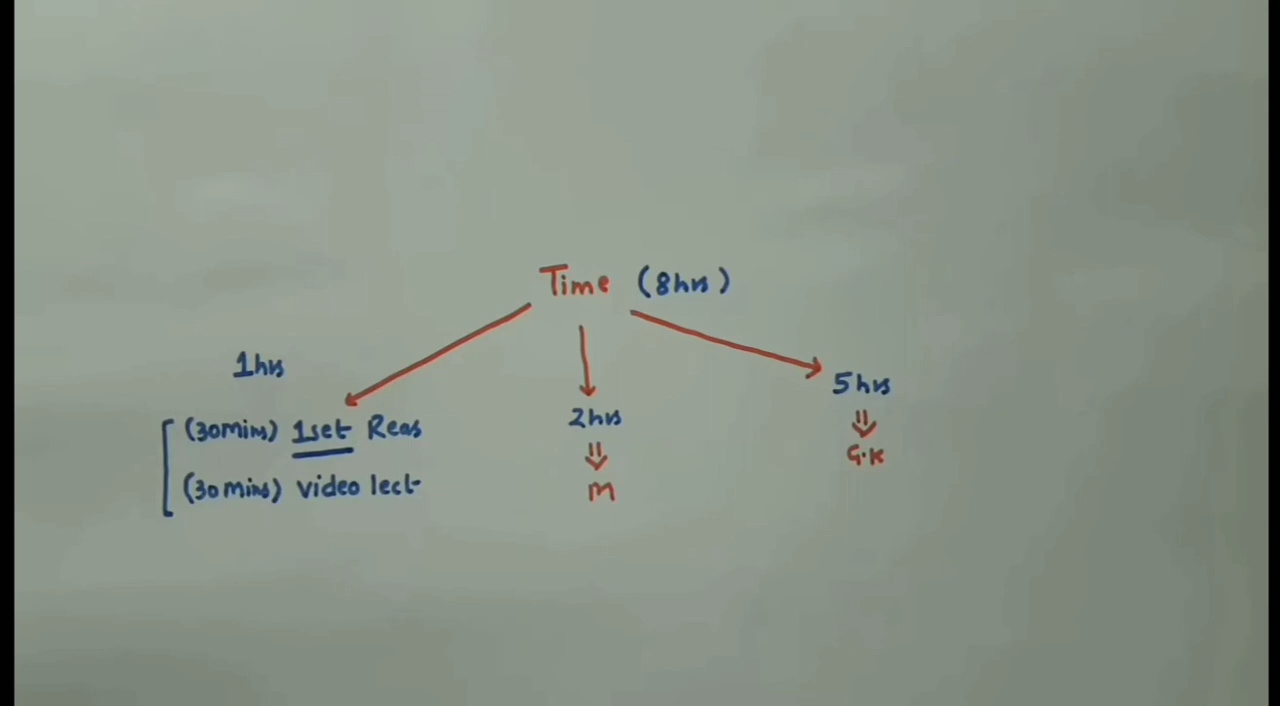 Time (8hrs)
1hrs
(30mins) 1set Reas
(30mins) video lect
2hrs
M
5hrs
G.K